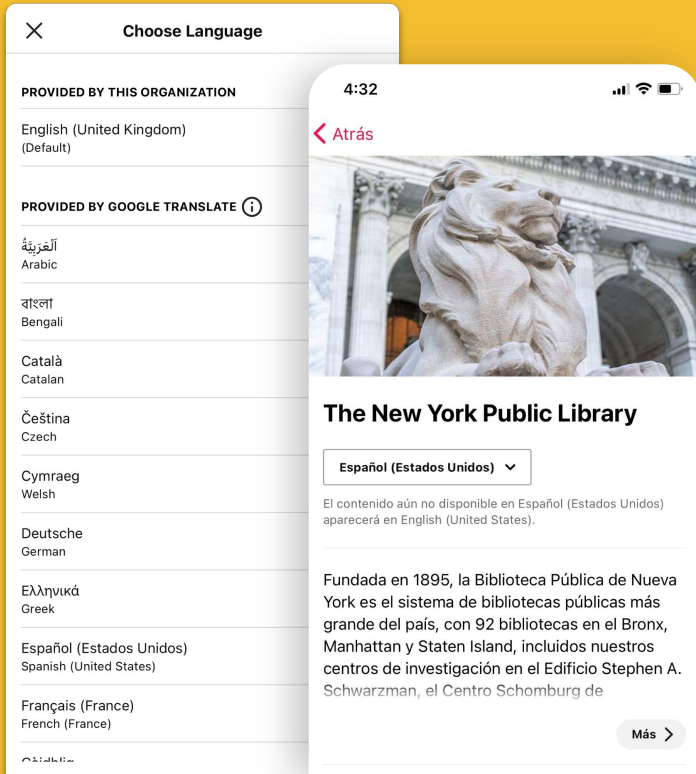 Choose Language
PROVIDED BY THIS ORGANIZATION
English (United Kingdom)
(Default)
PROVIDED BY GOOGLE TRANSLATE
اَلْعَرَبِيَّةُ
Arabic
বাংলা
Bengali
Català
Catalan
Čeština
Czech
Cymraeg
Welsh
Deutsche
German
Ελληνικά
Greek
Español (Estados Unidos)
Spanish (United States)
Français (France)
French (France)
4:32
Atrás
The New York Public Library
Español (Estados Unidos)
El contenido aún no disponible en Español (Estados Unidos)
aparecerá en English (United States).
Fundada en 1895, la Biblioteca Pública de Nueva
York es el sistema de bibliotecas públicas más
grande del país, con 92 bibliotecas en el Bronx,
Manhattan y Staten Island, incluidos nuestros
centros de investigación en el Edificio Stephen A.
Schwarzman, el Centro Schomburg de
Más